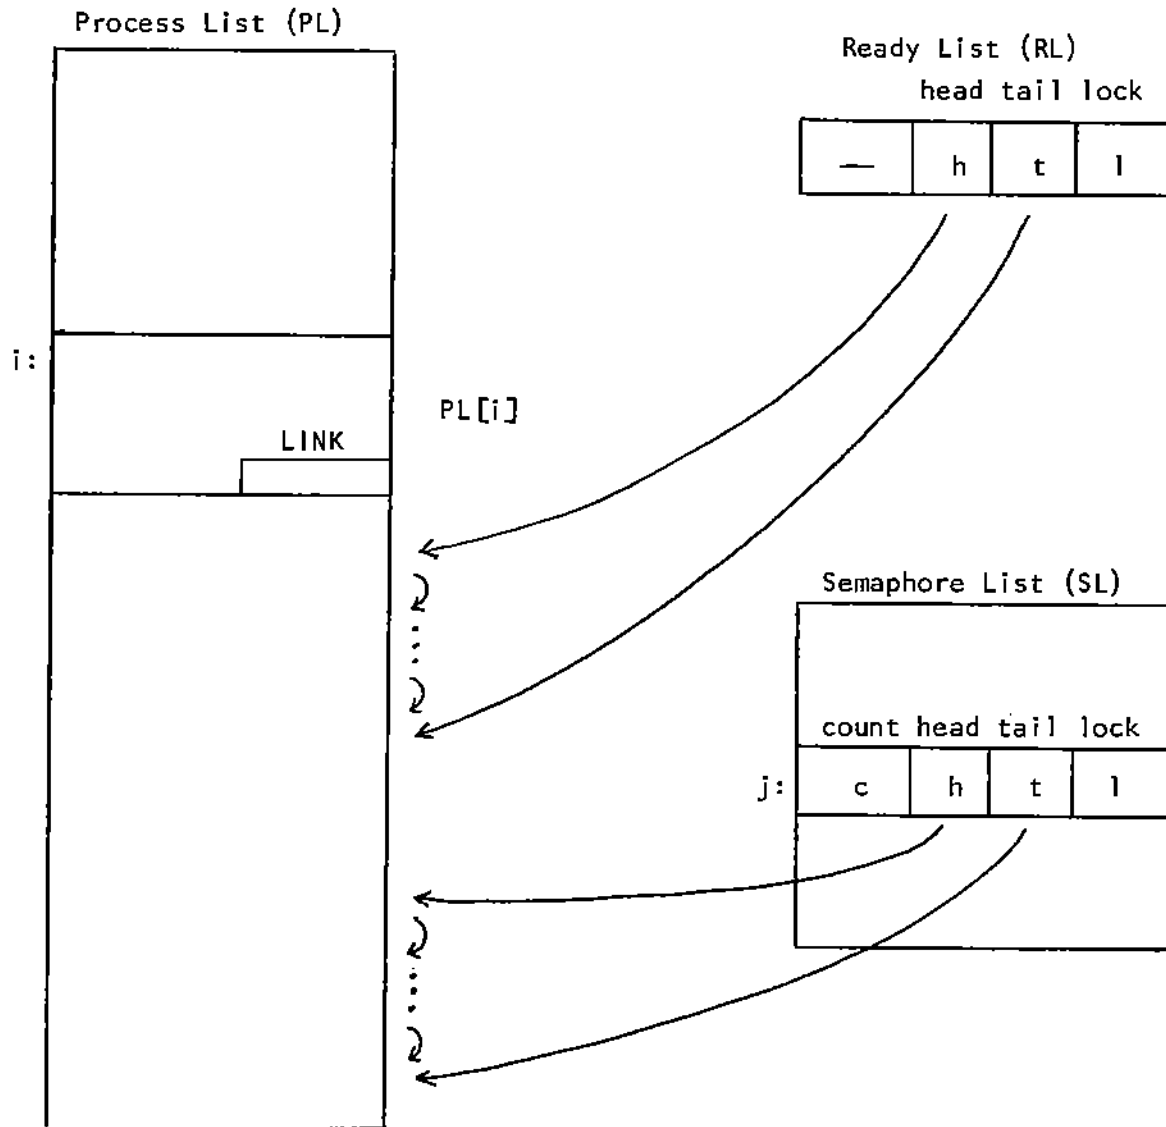 Process List (PL)
Ready List (RL)
head tail lock
— h t l
i:
PL[i]
LINK
Semaphore List (SL)
count head tail lock
j: c h t l